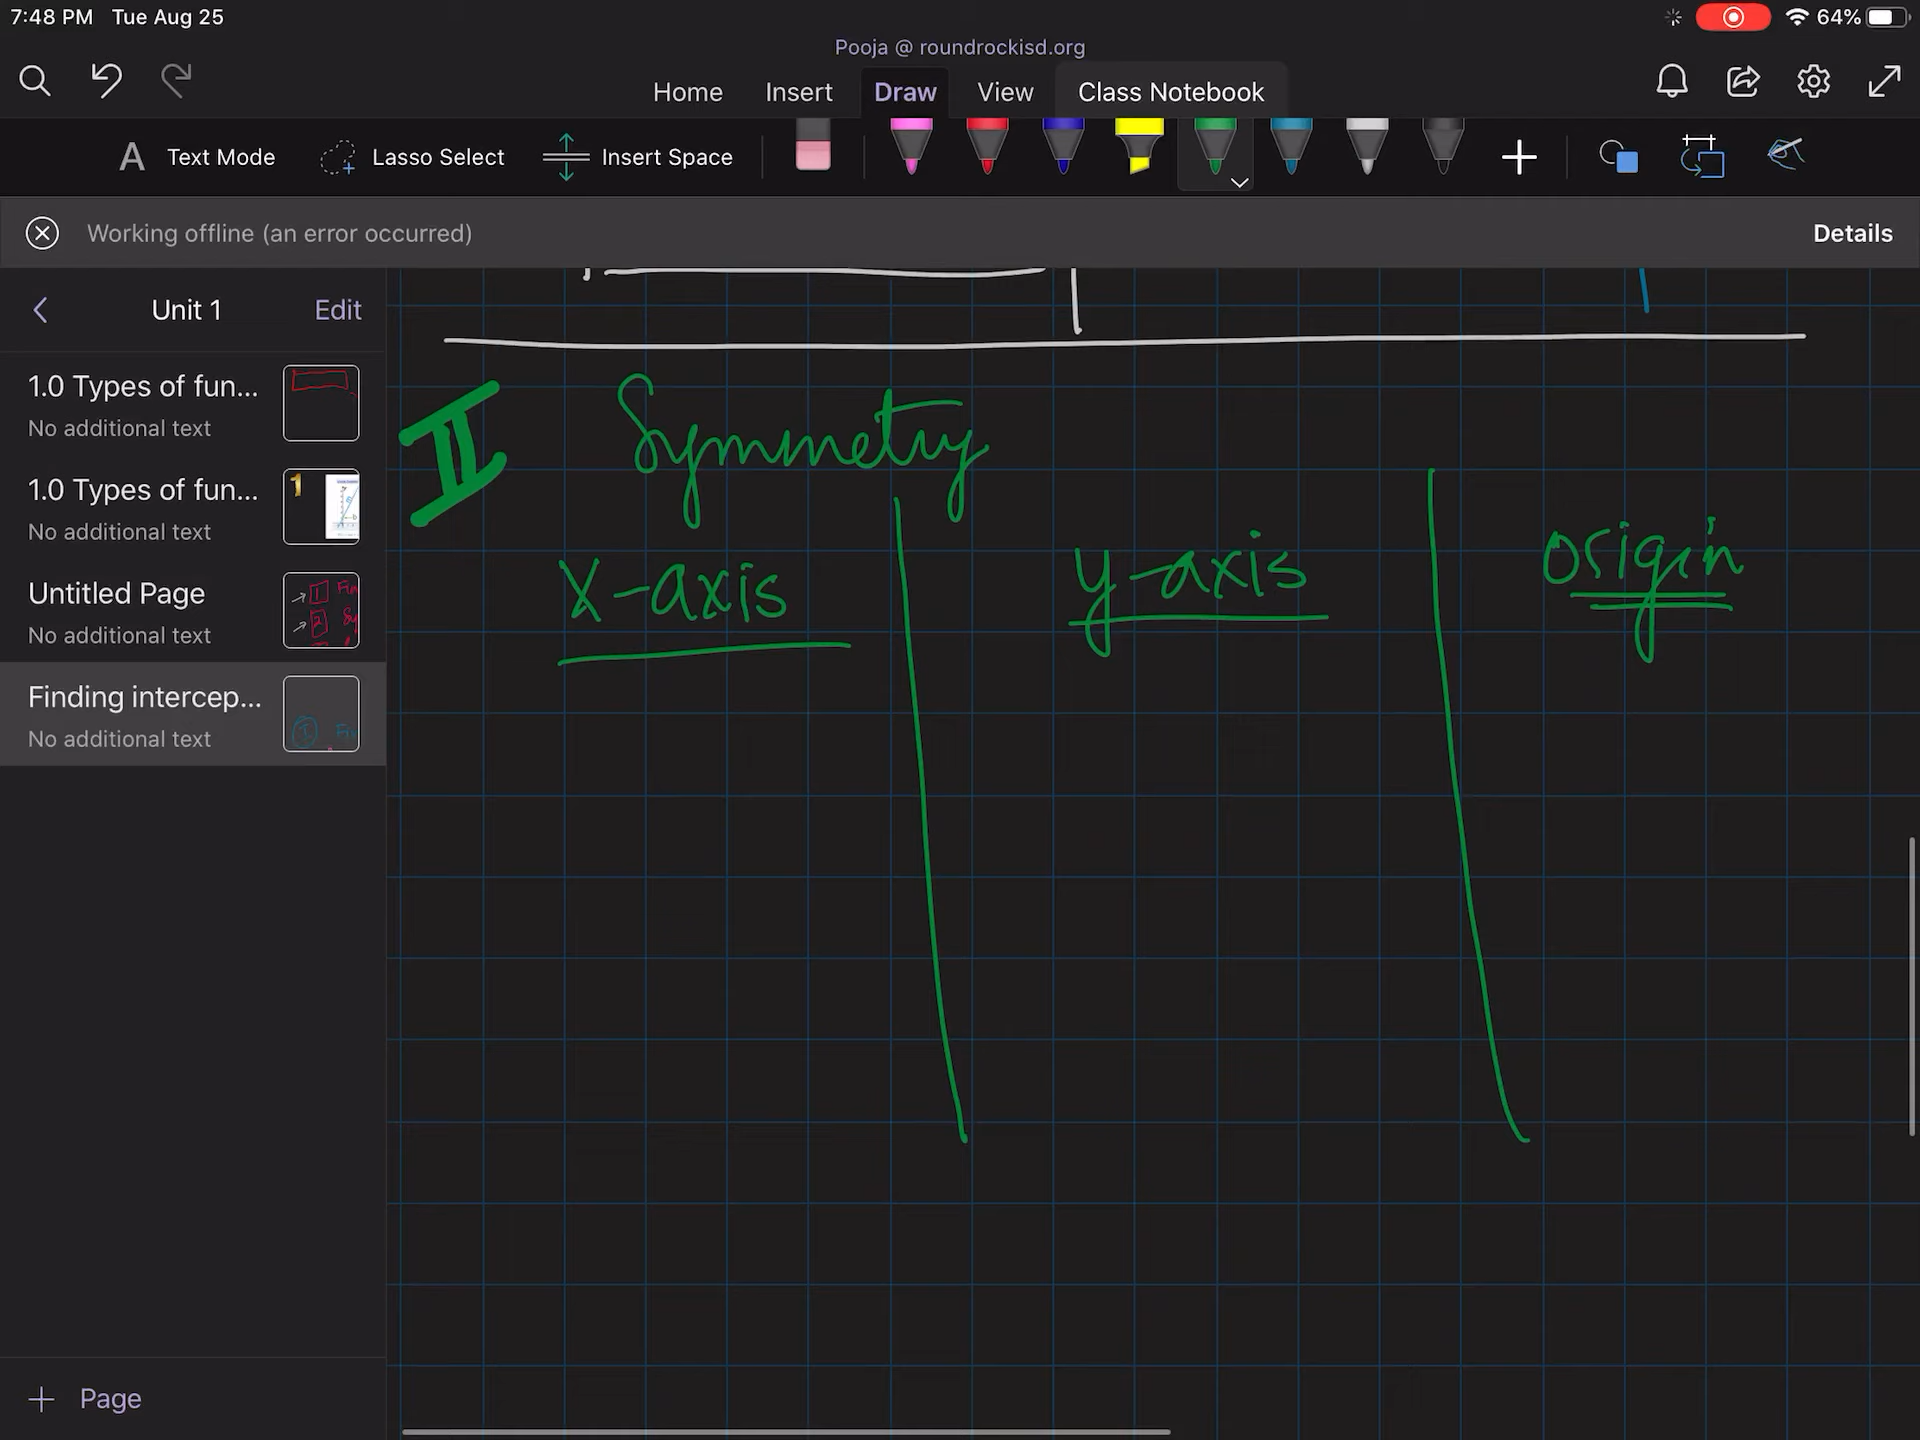 7:48 PM Tue Aug 25 64%
Pooja @ roundrockisd.org
Home Insert Draw View Class Notebook
A Text Mode Lasso Select Insert Space
Working offline (an error occurred) Details
Unit 1 Edit
1.0 Types of fun...
No additional text
1.0 Types of fun...
No additional text
Untitled Page
No additional text
Finding intercep...
No additional text
Page
II Symmetry
x-axis y-axis origin